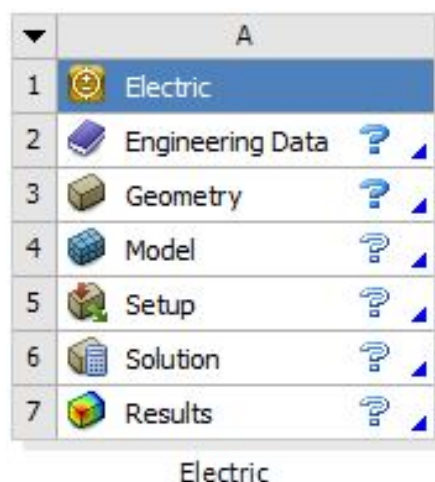 A
1 Electric
2 Engineering Data
3 Geometry
4 Model
5 Setup
6 Solution
7 Results
Electric